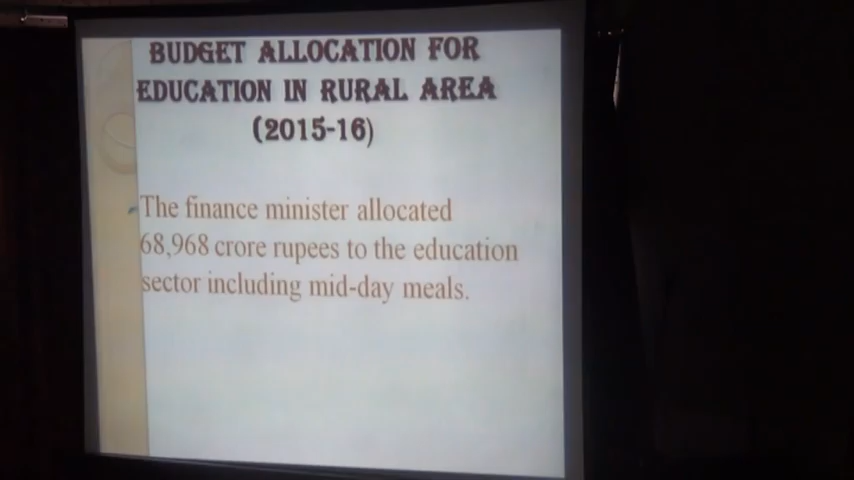 BUDGET ALLOCATION FOR
EDUCATION IN RURAL AREA
(2015-16)
The finance minister allocated
68,968 crore rupees to the education
sector including mid-day meals.